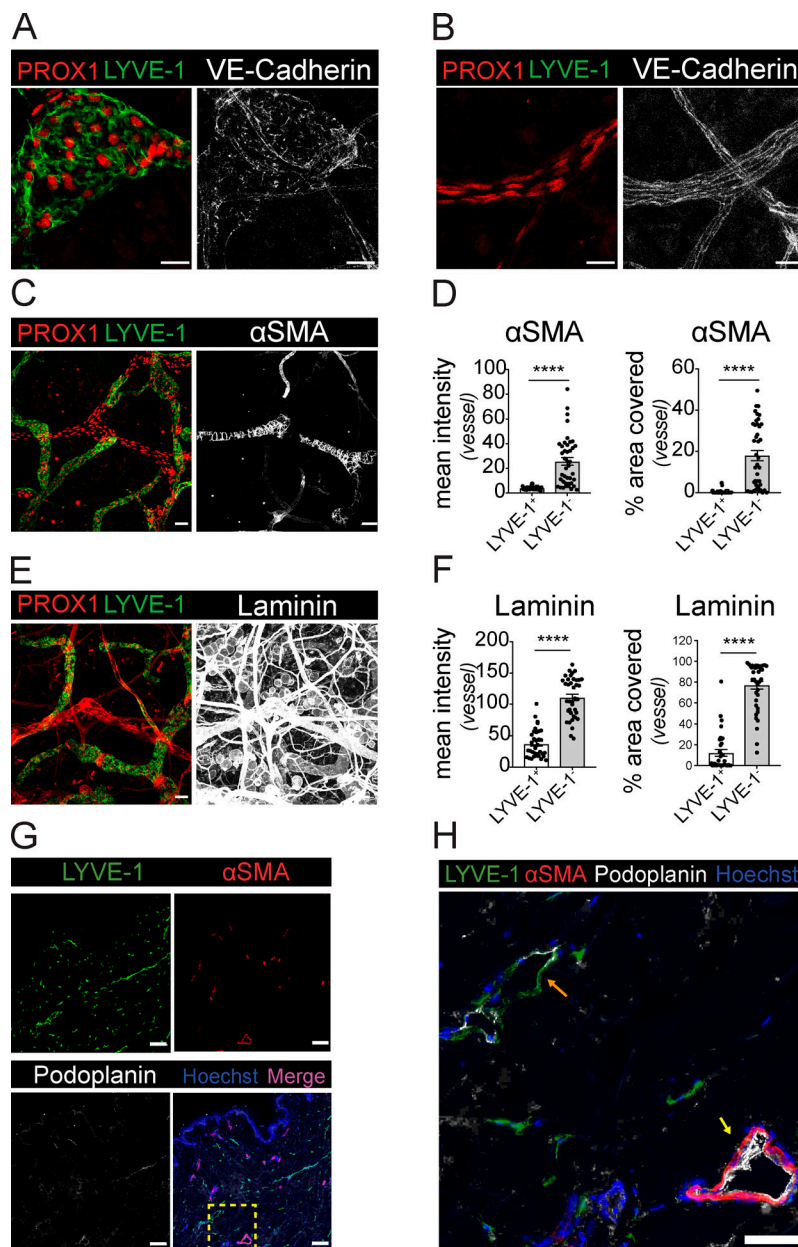 A
PROX1 LYVE-1 VE-Cadherin
B
PROX1 LYVE-1 VE-Cadherin
C
PROX1 LYVE-1 αSMA
D
αSMA
mean intensity
(vessel)
100
80
60
40
20
0
****
LYVE-1+
LYVE-1-
αSMA
% area covered
(vessel)
60
40
20
0
****
LYVE-1+
LYVE-1-
E
PROX1 LYVE-1 Laminin
F
Laminin
mean intensity
(vessel)
200
150
100
50
0
****
LYVE-1+
LYVE-1-
Laminin
% area covered
(vessel)
120
100
80
60
40
20
0
****
LYVE-1+
LYVE-1-
G
LYVE-1 αSMA
Podoplanin Hoechst Merge
H
LYVE-1 αSMA Podoplanin Hoechst